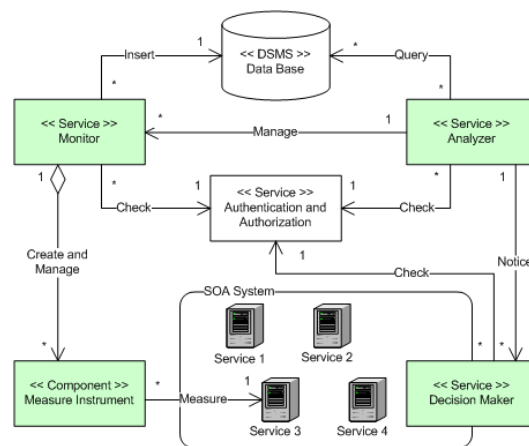 1
Insert
*
<< DSMS >>
Data Base
*
Query
*
<< Service >>
Monitor
*
Manage
1
<< Service >>
Analyzer
1
*
Check
1
<< Service >>
Authentication and
Authorization
1
*
Check
1
Create and
Manage
1
Check
Notice
SOA System
Service 1
Service 2
*
*
*
<< Component >>
Measure Instrument
*
Measure
1
Service 3
Service 4
<< Service >>
Decision Maker